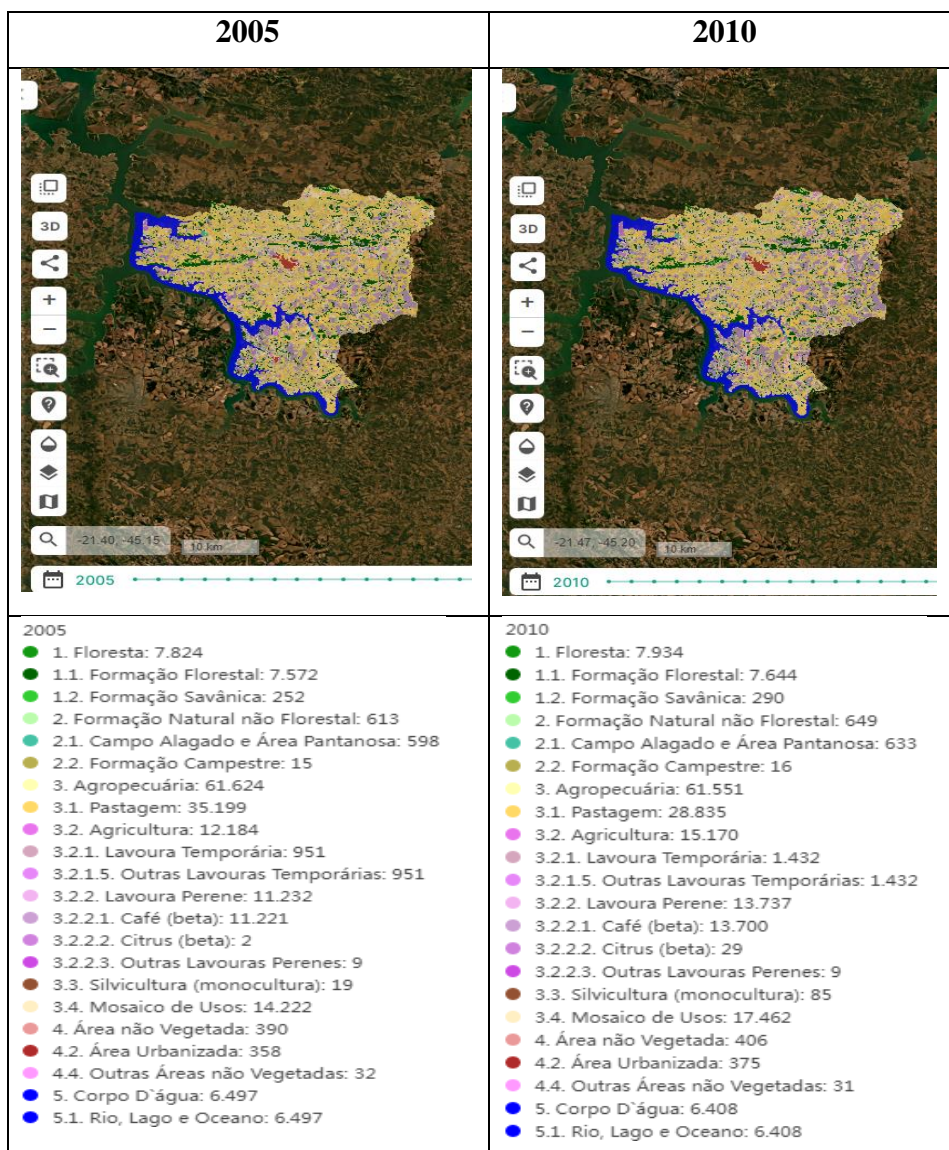 2005
2010
3D
+
−
-21.40, -45.15
10 km
2005
3D
+
−
-21.47, -45.20
10 km
2010
2005
1. Floresta: 7.824
1.1. Formação Florestal: 7.572
1.2. Formação Savânica: 252
2. Formação Natural não Florestal: 613
2.1. Campo Alagado e Área Pantanosa: 598
2.2. Formação Campestre: 15
3. Agropecuária: 61.624
3.1. Pastagem: 35.199
3.2. Agricultura: 12.184
3.2.1. Lavoura Temporária: 951
3.2.1.5. Outras Lavouras Temporárias: 951
3.2.2. Lavoura Perene: 11.232
3.2.2.1. Café (beta): 11.221
3.2.2.2. Citrus (beta): 2
3.2.2.3. Outras Lavouras Perenes: 9
3.3. Silvicultura (monocultura): 19
3.4. Mosaico de Usos: 14.222
4. Área não Vegetada: 390
4.2. Área Urbanizada: 358
4.4. Outras Áreas não Vegetadas: 32
5. Corpo D`água: 6.497
5.1. Rio, Lago e Oceano: 6.497
2010
1. Floresta: 7.934
1.1. Formação Florestal: 7.644
1.2. Formação Savânica: 290
2. Formação Natural não Florestal: 649
2.1. Campo Alagado e Área Pantanosa: 633
2.2. Formação Campestre: 16
3. Agropecuária: 61.551
3.1. Pastagem: 28.835
3.2. Agricultura: 15.170
3.2.1. Lavoura Temporária: 1.432
3.2.1.5. Outras Lavouras Temporárias: 1.432
3.2.2. Lavoura Perene: 13.737
3.2.2.1. Café (beta): 13.700
3.2.2.2. Citrus (beta): 29
3.2.2.3. Outras Lavouras Perenes: 9
3.3. Silvicultura (monocultura): 85
3.4. Mosaico de Usos: 17.462
4. Área não Vegetada: 406
4.2. Área Urbanizada: 375
4.4. Outras Áreas não Vegetadas: 31
5. Corpo D`água: 6.408
5.1. Rio, Lago e Oceano: 6.408